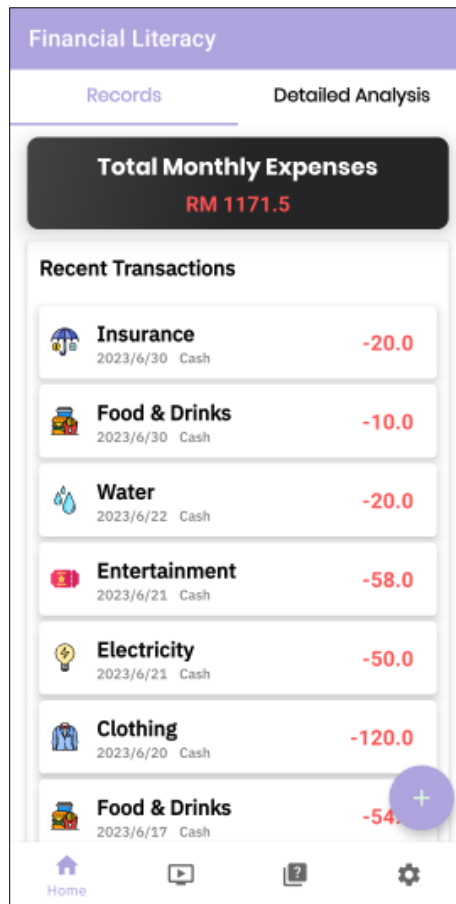 Financial Literacy
Records Detailed Analysis
Total Monthly Expenses
RM 1171.5
Recent Transactions
Insurance
-20.0
2023/6/30 Cash
Food & Drinks
-10.0
2023/6/30 Cash
Water
-20.0
2023/6/22 Cash
Entertainment
-58.0
2023/6/21 Cash
Electricity
-50.0
2023/6/21 Cash
Clothing
-120.0
2023/6/20 Cash
Food & Drinks
-54.
2023/6/17 Cash
+
Home